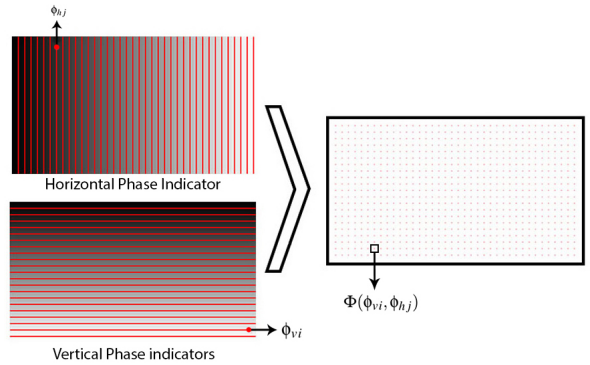 ϕhj
Horizontal Phase Indicator
ϕvi
Vertical Phase indicators
Φ(ϕvi,ϕhj)